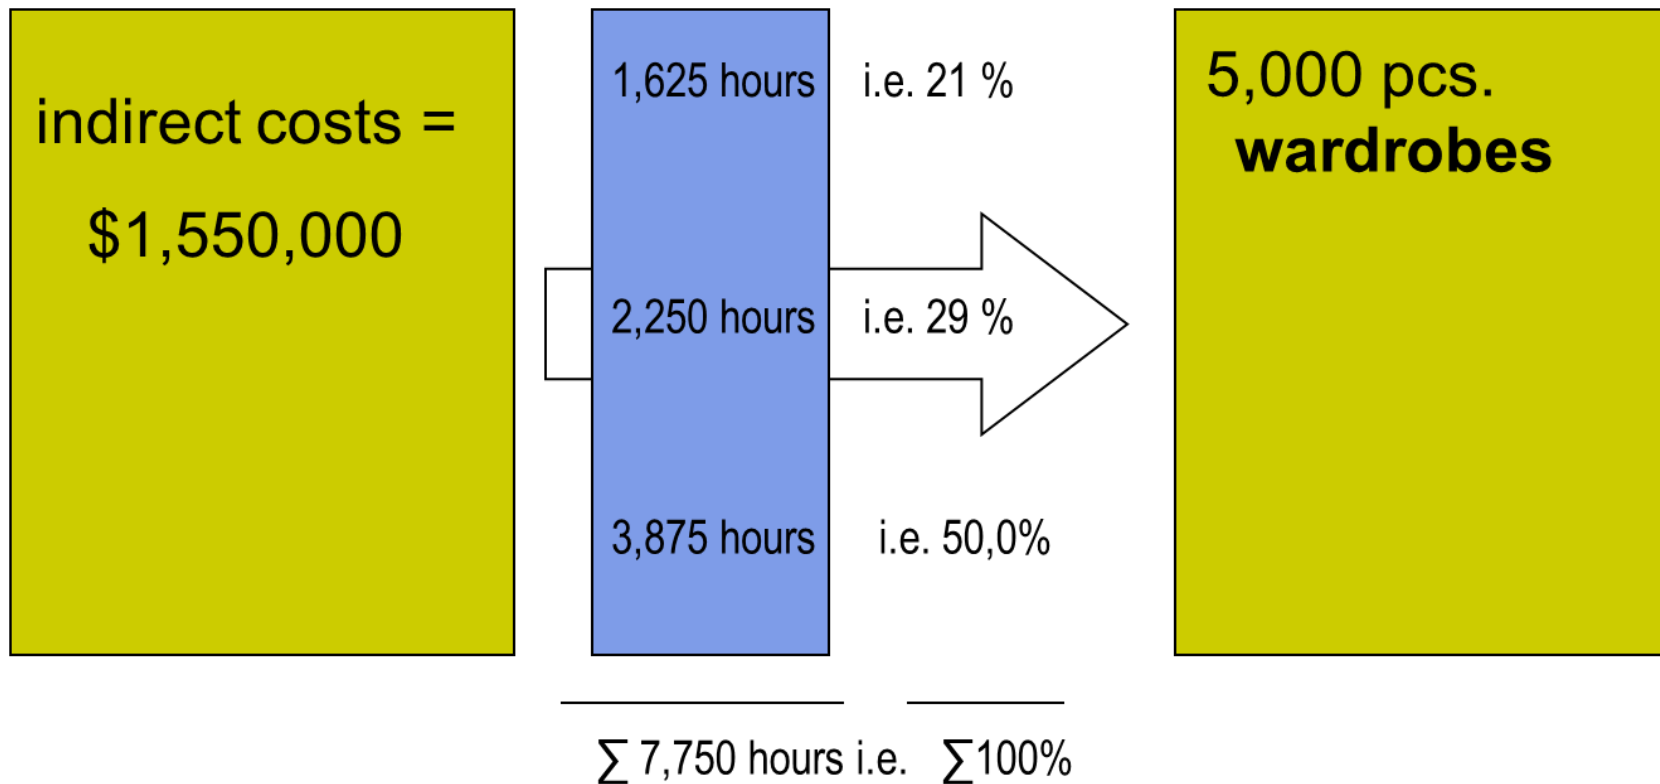 indirect costs =
$1,550,000
1,625 hours i.e. 21 %
2,250 hours i.e. 29 %
3,875 hours i.e. 50,0%
5,000 pcs.
wardrobes
∑ 7,750 hours i.e. ∑100%